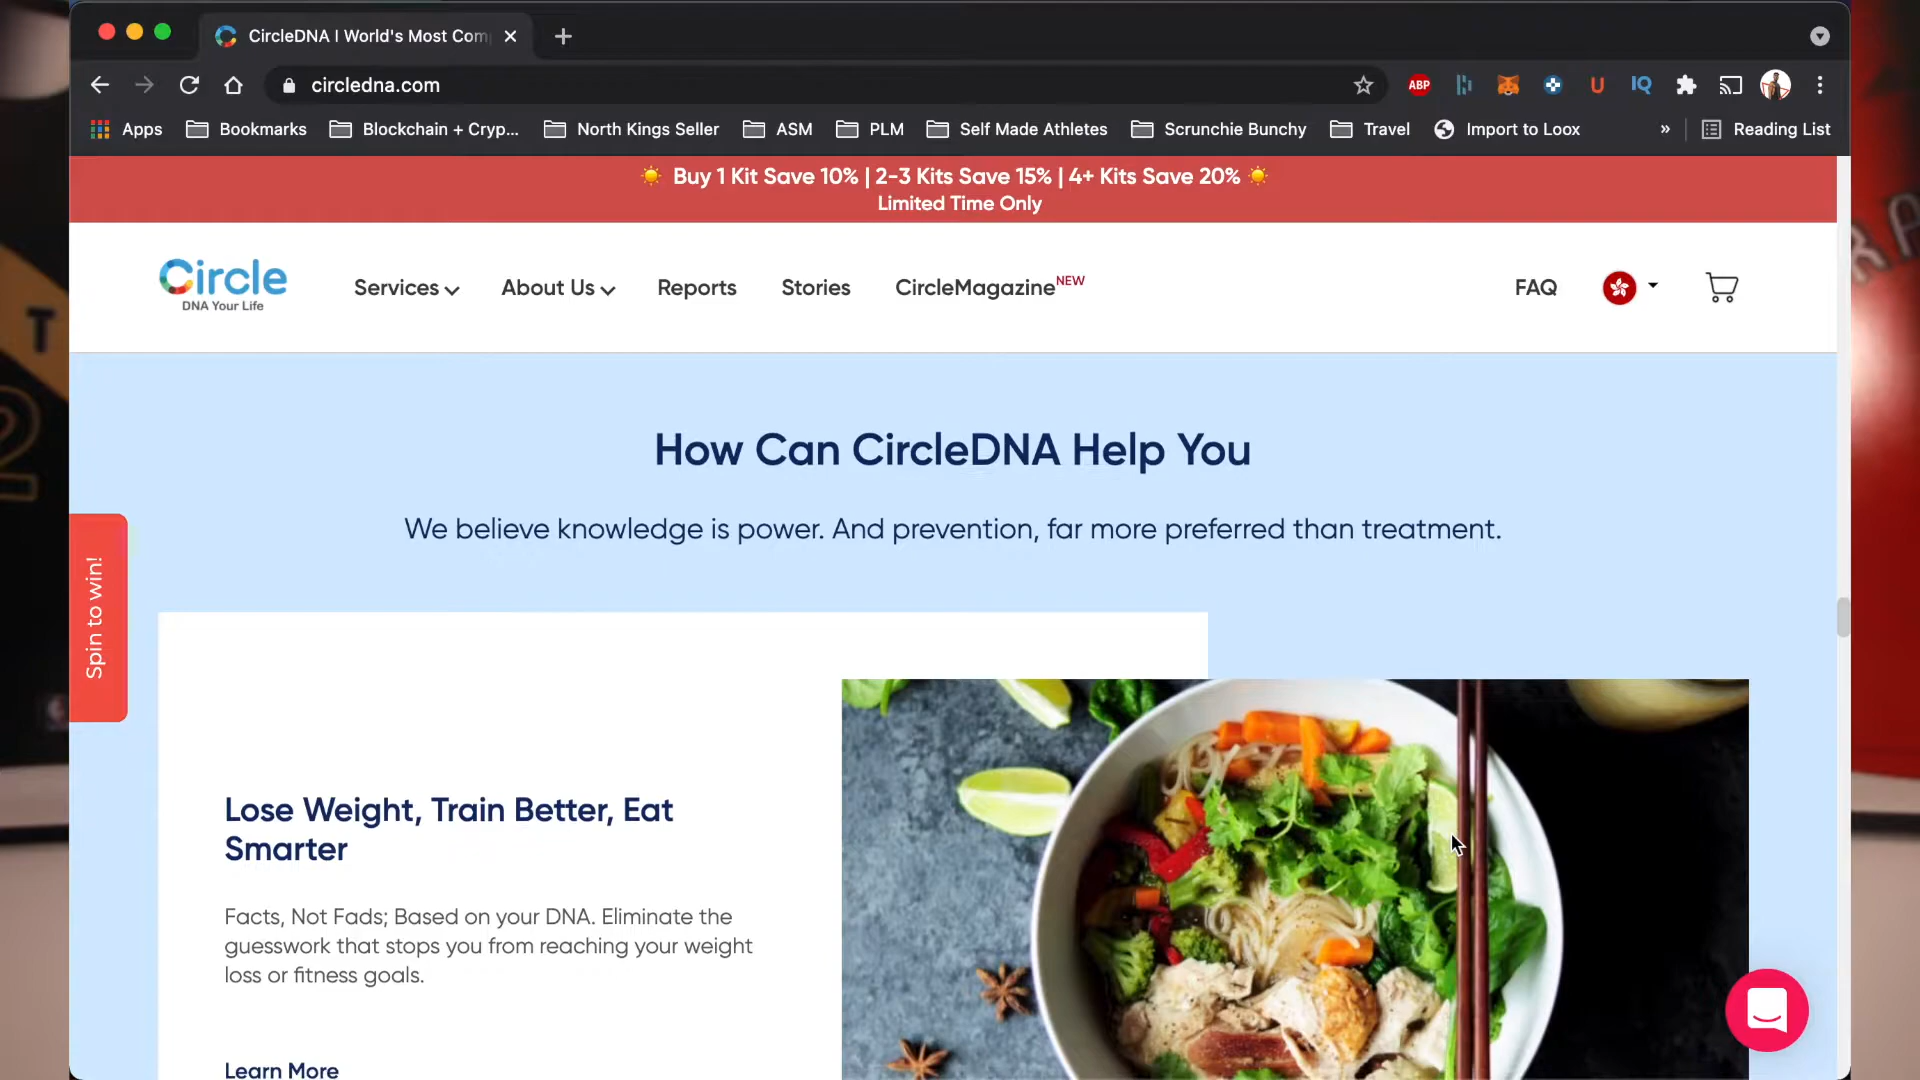 CircleDNA | World's Most Com
circledna.com
ABP
U
IQ
Apps
Bookmarks
Blockchain + Cryp...
North Kings Seller
ASM
PLM
Self Made Athletes
Scrunchie Bunchy
Travel
Import to Loox
»
Reading List
Buy 1 Kit Save 10% | 2-3 Kits Save 15% | 4+ Kits Save 20%
Limited Time Only
Circle
DNA Your Life
Services
About Us
Reports
Stories
CircleMagazine NEW
FAQ
How Can CircleDNA Help You
We believe knowledge is power. And prevention, far more preferred than treatment.
Spin to win!
Lose Weight, Train Better, Eat
Smarter
Facts, Not Fads; Based on your DNA. Eliminate the
guesswork that stops you from reaching your weight
loss or fitness goals.
Learn More
T
2
RA